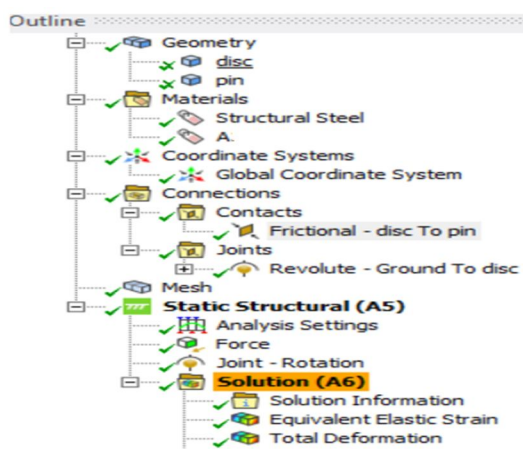 Outline
Geometry
disc
pin
Materials
Structural Steel
A.
Coordinate Systems
Global Coordinate System
Connections
Contacts
Frictional - disc To pin
Joints
Revolute - Ground To disc
Mesh
Static Structural (A5)
Analysis Settings
Force
Joint - Rotation
Solution (A6)
Solution Information
Equivalent Elastic Strain
Total Deformation